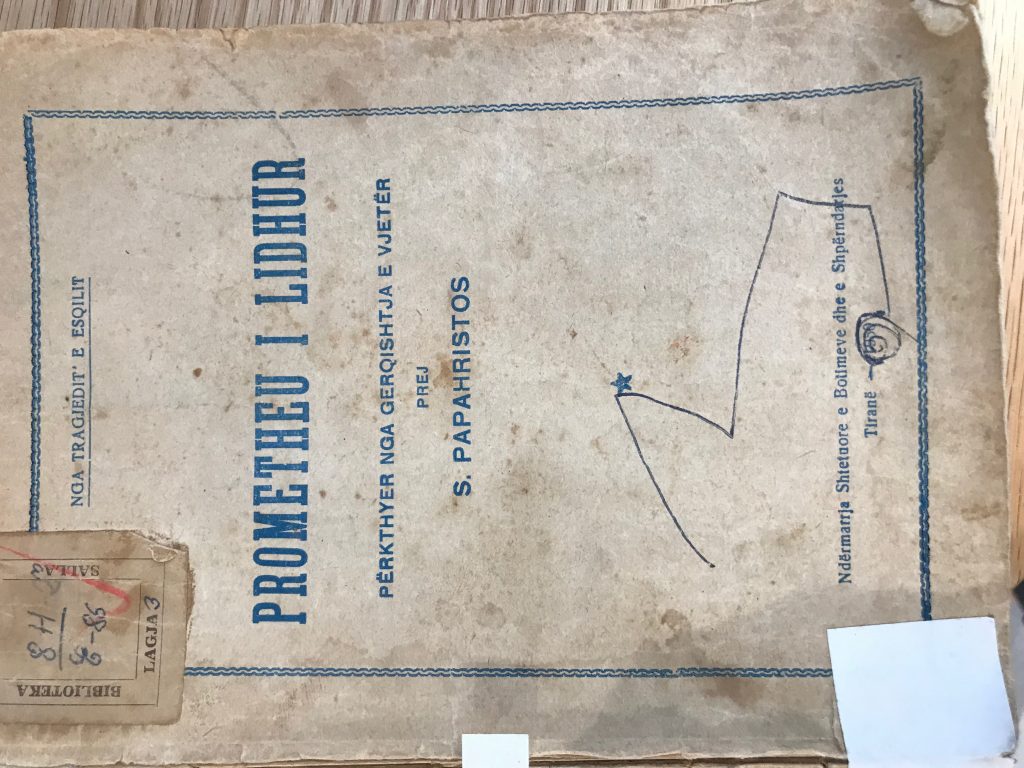 NGA TRAGJEDIT' E ESQILIT
PROMETHEU I LIDHUR
PËRKTHYER NGA GERQISHTJA E VJETËR
PREJ
S. PAPAHRISTOS
Ndërmarrja Shtetuore e Botimeve dhe e Shpërndarjes
Tiranë
BIBLIOTEKA
SALLA
8H
LAGJA 3